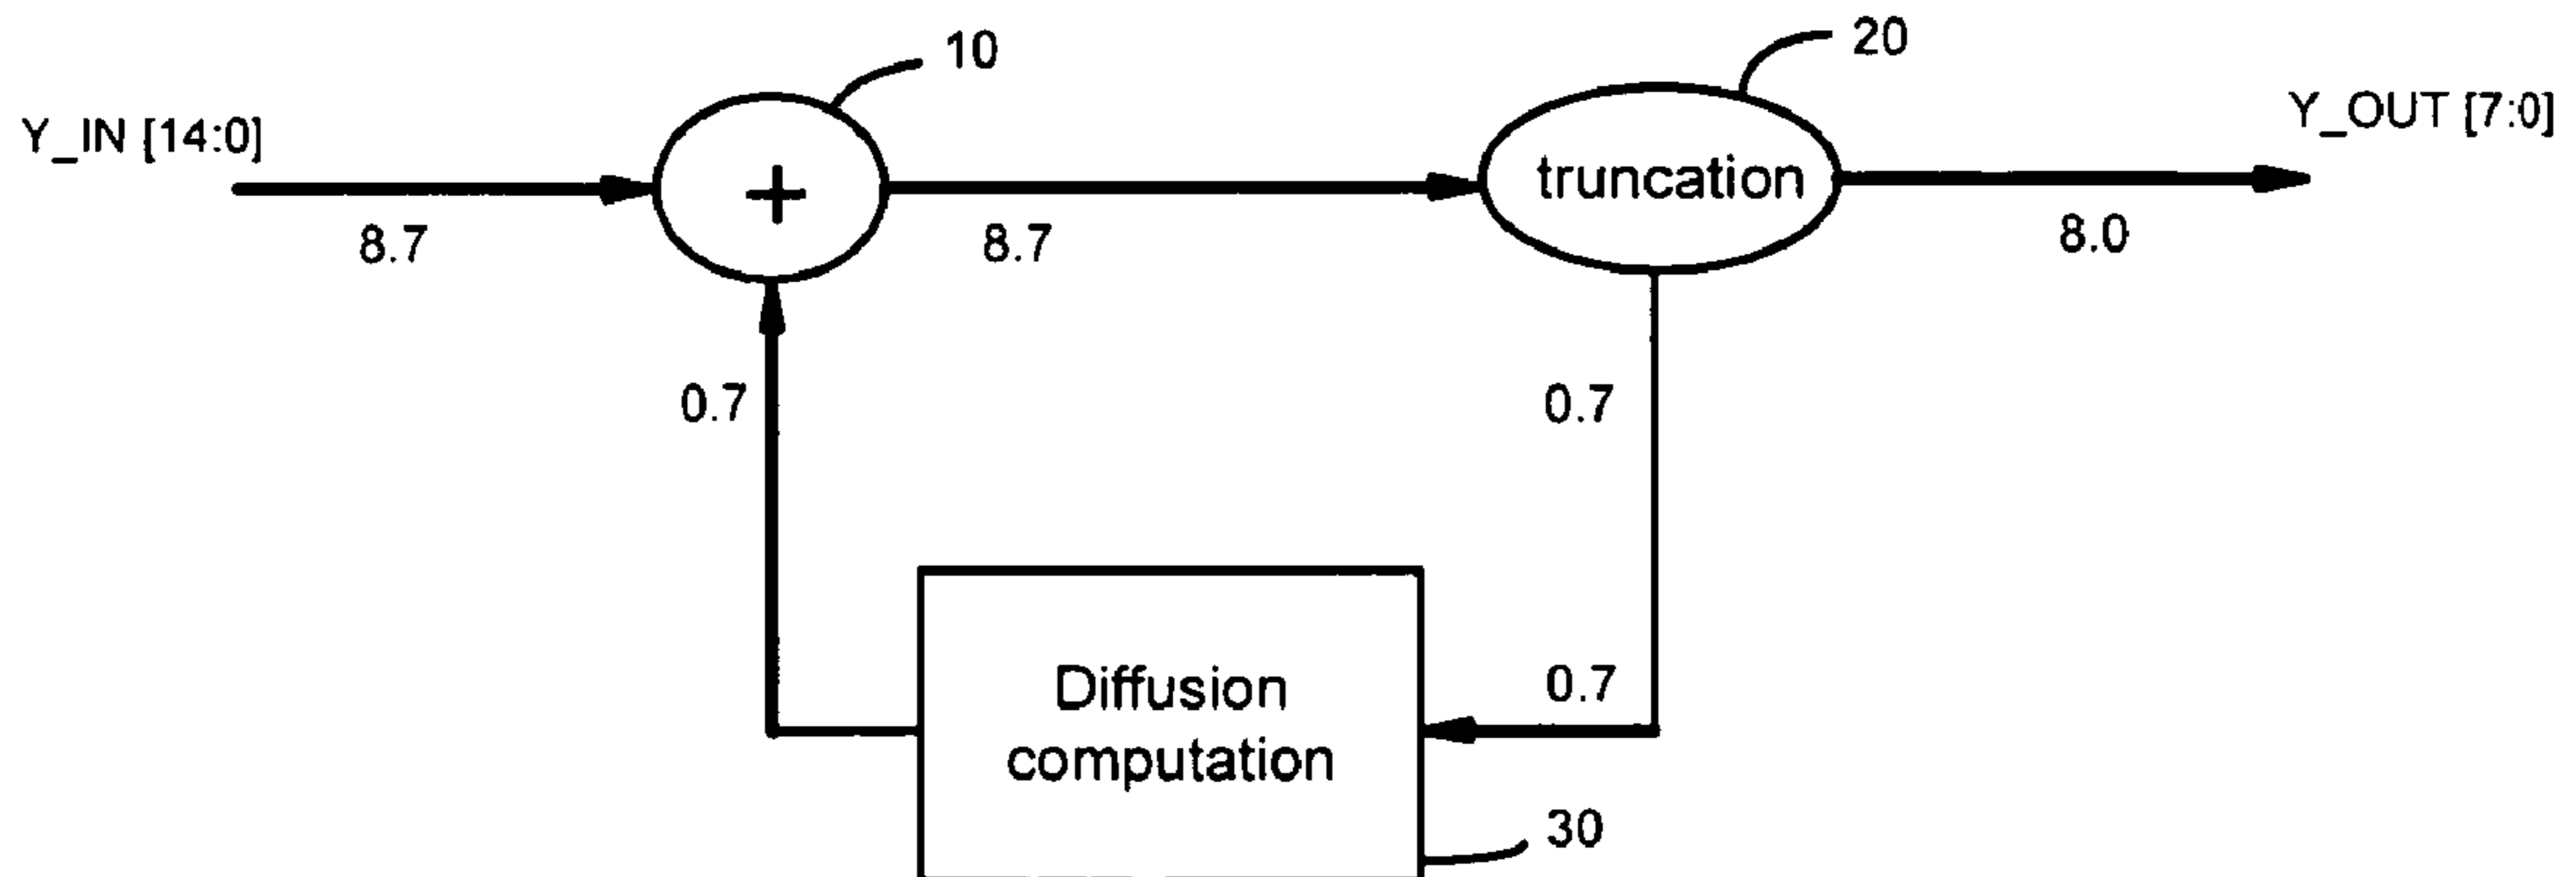 10
20
Y_IN [14:0]
Y_OUT [7:0]
+
truncation
8.7
8.7
8.0
0.7
0.7
Diffusion
computation
0.7
30